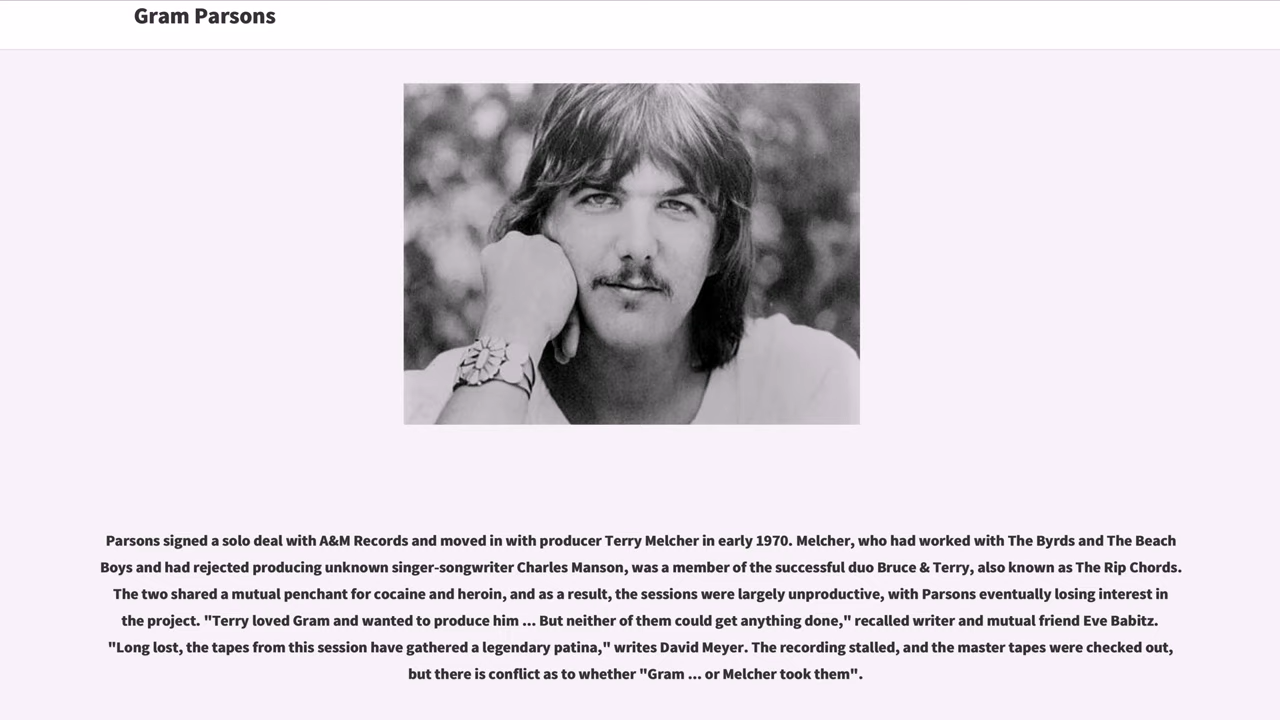 Gram Parsons
Parsons signed a solo deal with A&M Records and moved in with producer Terry Melcher in early 1970. Melcher, who had worked with The Byrds and The Beach
Boys and had rejected producing unknown singer-songwriter Charles Manson, was a member of the successful duo Bruce & Terry, also known as The Rip Chords.
The two shared a mutual penchant for cocaine and heroin, and as a result, the sessions were largely unproductive, with Parsons eventually losing interest in
the project. "Terry loved Gram and wanted to produce him ... But neither of them could get anything done," recalled writer and mutual friend Eve Babitz.
"Long lost, the tapes from this session have gathered a legendary patina," writes David Meyer. The recording stalled, and the master tapes were checked out,
but there is conflict as to whether "Gram ... or Melcher took them".